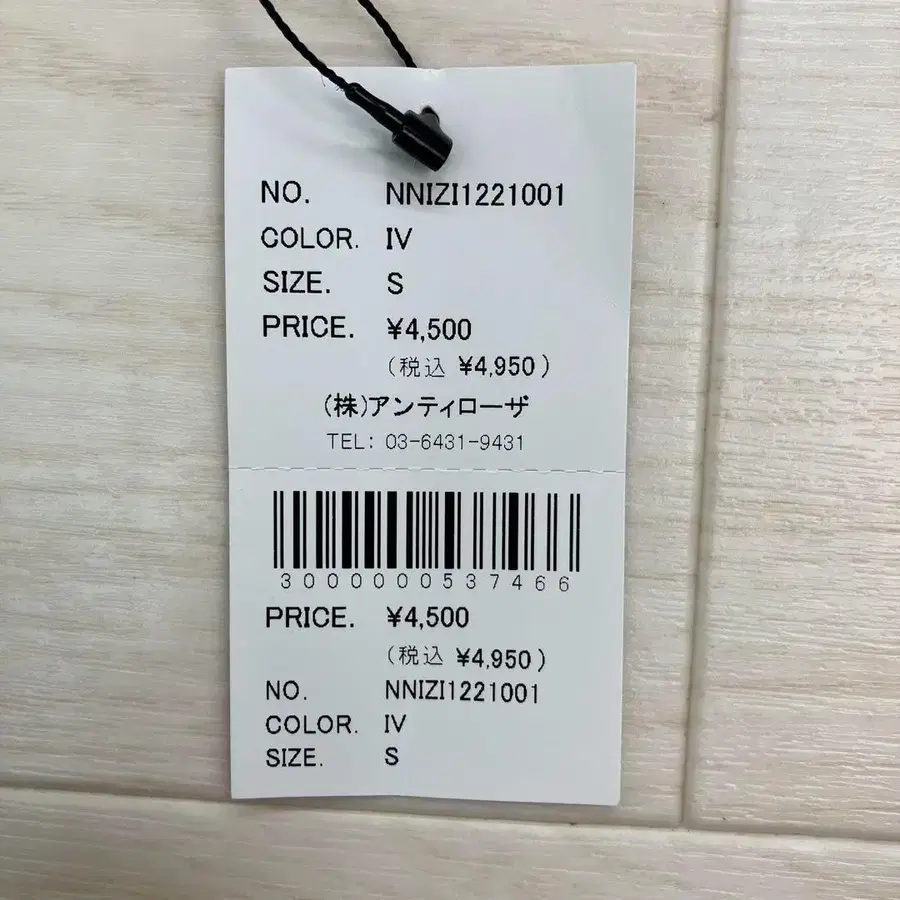 NO. NNIZI1221001
COLOR. IV
SIZE. S
PRICE. ¥4,500
(税込 ¥4,950)
(株)アンティローザ
TEL: 03-6431-9431
3000000537466
PRICE. ¥4,500
(税込 ¥4,950)
NO. NNIZI1221001
COLOR. IV
SIZE. S